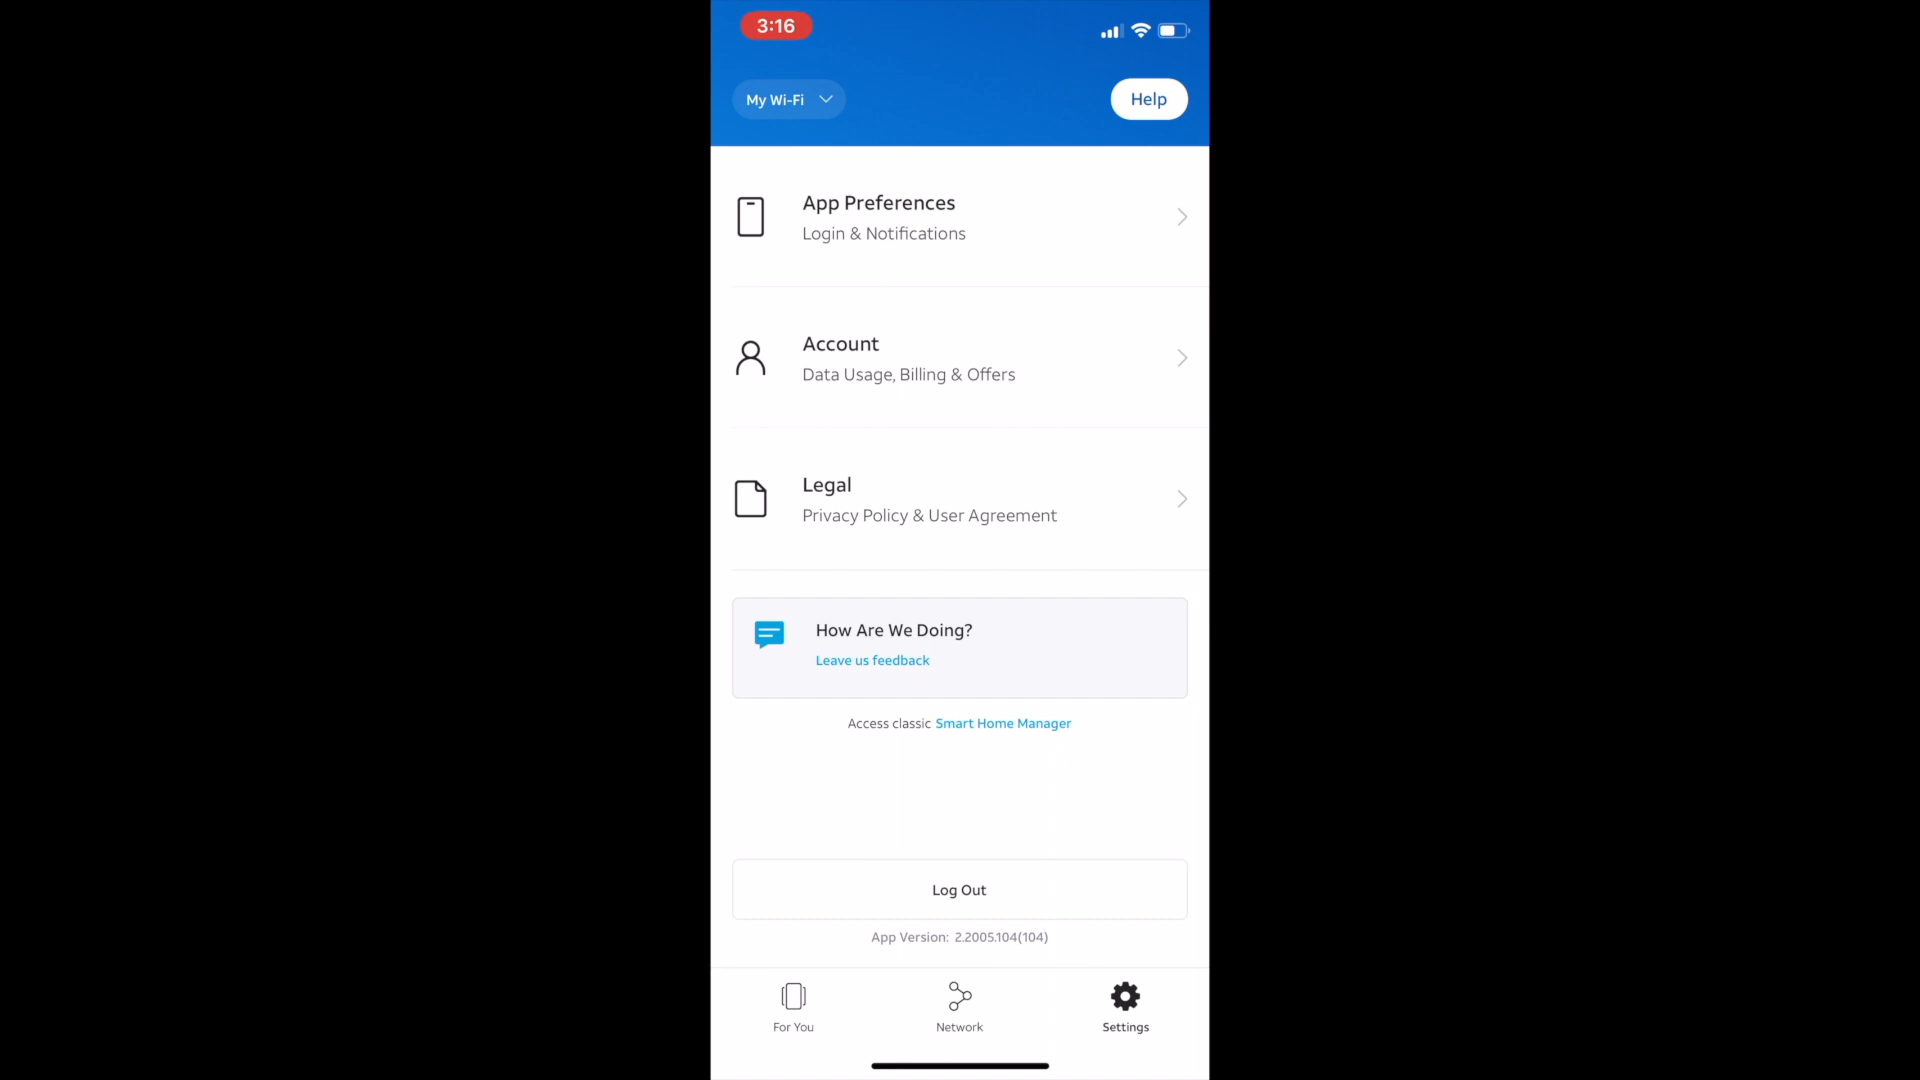 3:16
My Wi-Fi
Help
App Preferences
Login & Notifications
Account
Data Usage, Billing & Offers
Legal
Privacy Policy & User Agreement
How Are We Doing?
Leave us feedback
Access classic Smart Home Manager
Log Out
App Version: 2.2005.104(104)
For You
Network
Settings